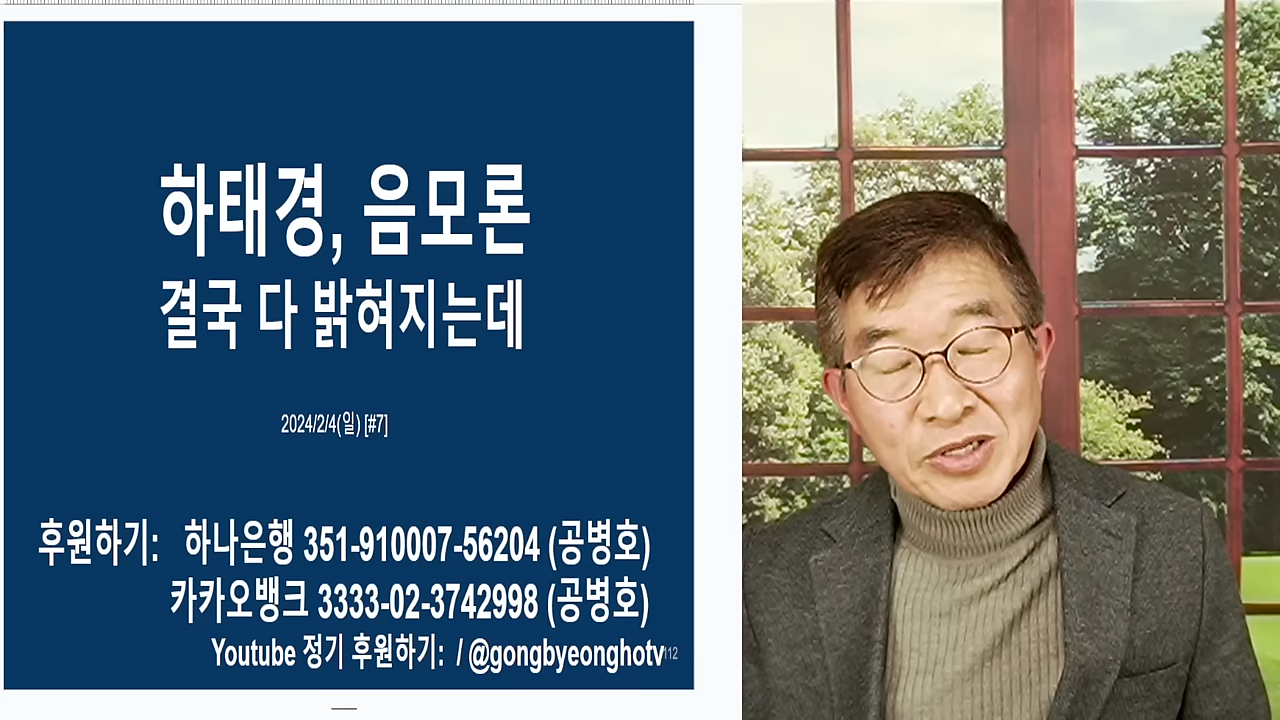 하태경, 음모론
결국 다 밝혀지는데
2024/2/4(일) [#7]
후원하기: 하나은행 351-910007-56204 (공병호)
카카오뱅크 3333-02-3742998 (공병호)
Youtube 정기 후원하기: / @gongbyeonghotv
112